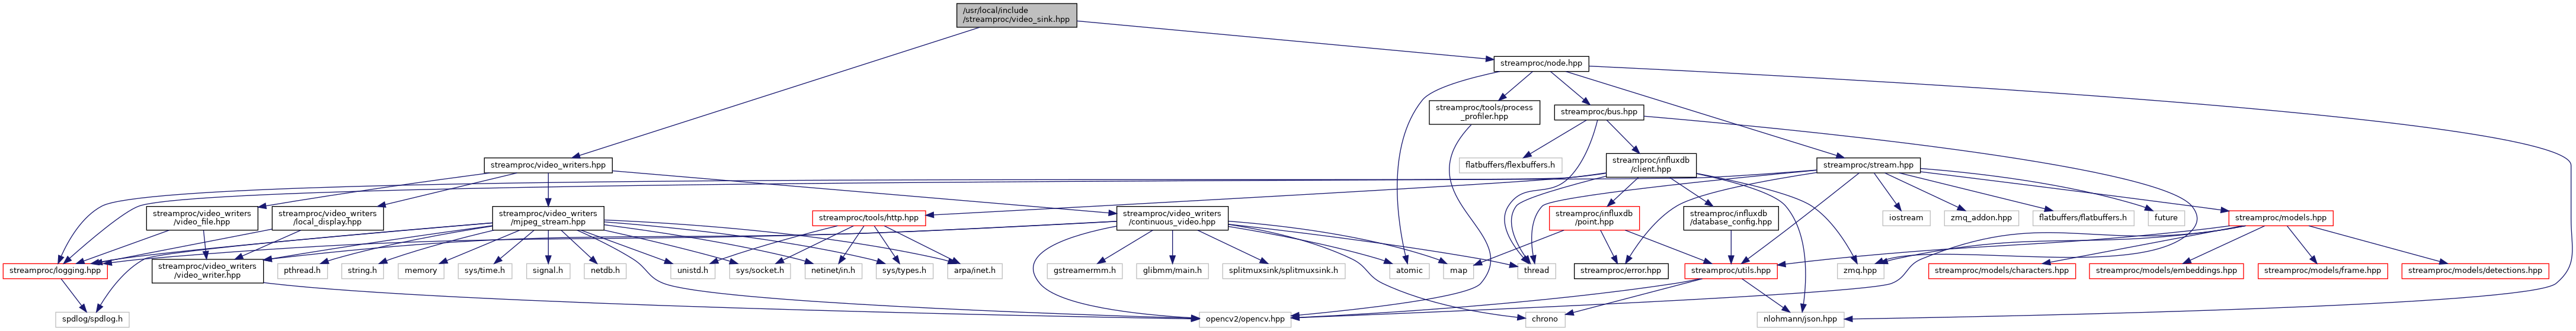 /usr/local/include
/streamproc/video_sink.hpp
streamproc/node.hpp
streamproc/tools/process
_profiler.hpp
streamproc/bus.hpp
streamproc/video_writers.hpp
flatbuffers/flexbuffers.h
streamproc/influxdb
/client.hpp
streamproc/stream.hpp
streamproc/video_writers
/video_file.hpp
streamproc/video_writers
/local_display.hpp
streamproc/video_writers
/mjpeg_stream.hpp
streamproc/tools/http.hpp
streamproc/video_writers
/continuous_video.hpp
streamproc/influxdb
/point.hpp
streamproc/influxdb
/database_config.hpp
iostream
zmq_addon.hpp
flatbuffers/flatbuffers.h
future
streamproc/models.hpp
streamproc/logging.hpp
streamproc/video_writers
/video_writer.hpp
pthread.h
string.h
memory
sys/time.h
signal.h
netdb.h
unistd.h
sys/socket.h
netinet/in.h
sys/types.h
arpa/inet.h
gstreamermm.h
glibmm/main.h
splitmuxsink/splitmuxsink.h
atomic
map
thread
streamproc/error.hpp
streamproc/utils.hpp
zmq.hpp
streamproc/models/characters.hpp
streamproc/models/embeddings.hpp
streamproc/models/frame.hpp
streamproc/models/detections.hpp
spdlog/spdlog.h
opencv2/opencv.hpp
chrono
nlohmann/json.hpp